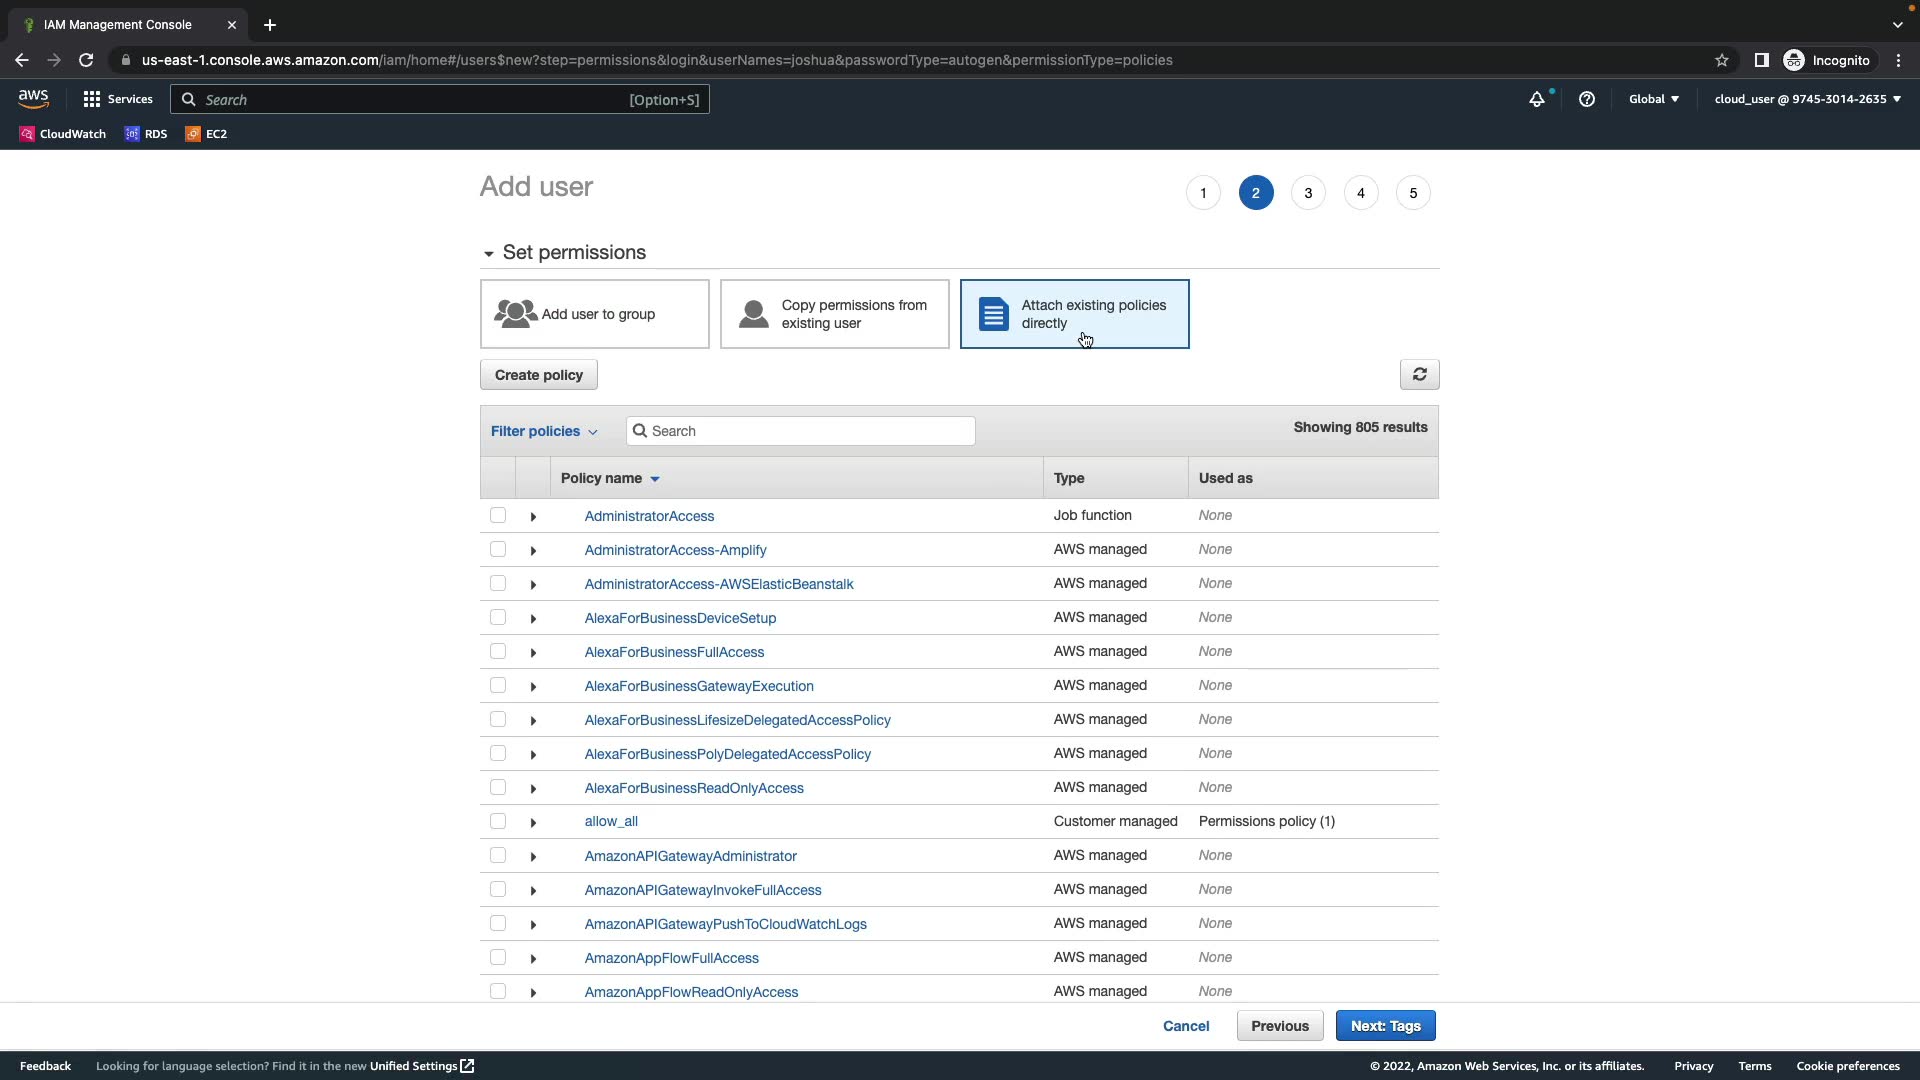 IAM Management Console
us-east-1.console.aws.amazon.com/iam/home#/users$new?step=permissions&login&userNames=joshua&passwordType=autogen&permissionType=policies
Incognito
aws
Services
Search
[Option+S]
Global
cloud_user @ 9745-3014-2635
CloudWatch
RDS
EC2
Add user
1
2
3
4
5
Set permissions
Add user to group
Copy permissions from
existing user
Attach existing policies
directly
Create policy
Filter policies
Search
Showing 805 results
Policy name
Type
Used as
AdministratorAccess Job function None
AdministratorAccess-Amplify AWS managed None
AdministratorAccess-AWSElasticBeanstalk AWS managed None
AlexaForBusinessDeviceSetup AWS managed None
AlexaForBusinessFullAccess AWS managed None
AlexaForBusinessGatewayExecution AWS managed None
AlexaForBusinessLifesizeDelegatedAccessPolicy AWS managed None
AlexaForBusinessPolyDelegatedAccessPolicy AWS managed None
AlexaForBusinessReadOnlyAccess AWS managed None
allow_all Customer managed Permissions policy (1)
AmazonAPIGatewayAdministrator AWS managed None
AmazonAPIGatewayInvokeFullAccess AWS managed None
AmazonAPIGatewayPushToCloudWatchLogs AWS managed None
AmazonAppFlowFullAccess AWS managed None
AmazonAppFlowReadOnlyAccess AWS managed None
Cancel
Previous
Next: Tags
Feedback
Looking for language selection? Find it in the new Unified Settings
© 2022, Amazon Web Services, Inc. or its affiliates.
Privacy
Terms
Cookie preferences